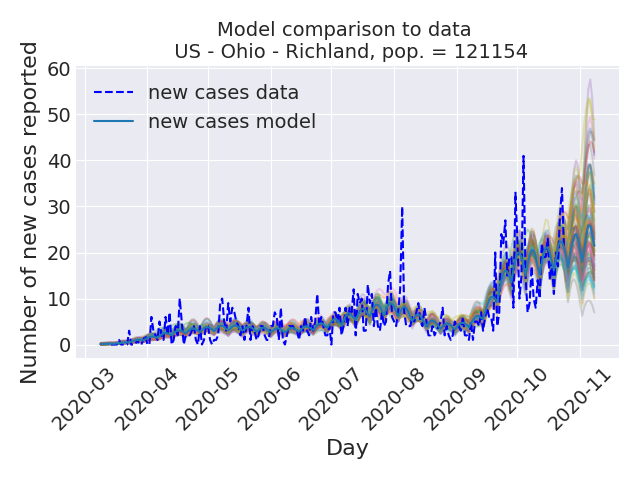 Model comparison to data
US - Ohio - Richland, pop. = 121154
Number of new cases reported
60
50
40
30
20
10
0
new cases data
new cases model
2020-03
2020-04
2020-05
2020-06
2020-07
2020-08
2020-09
2020-10
2020-11
Day